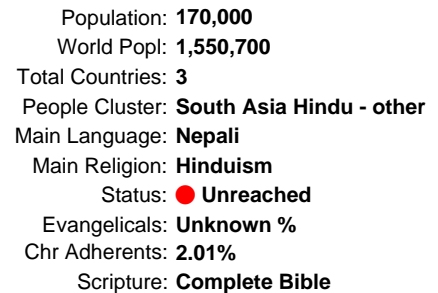 Population: 170,000
World Popl: 1,550,700
Total Countries: 3
People Cluster: South Asia Hindu - other
Main Language: Nepali
Main Religion: Hinduism
Status: Unreached
Evangelicals: Unknown %
Chr Adherents: 2.01%
Scripture: Complete Bible